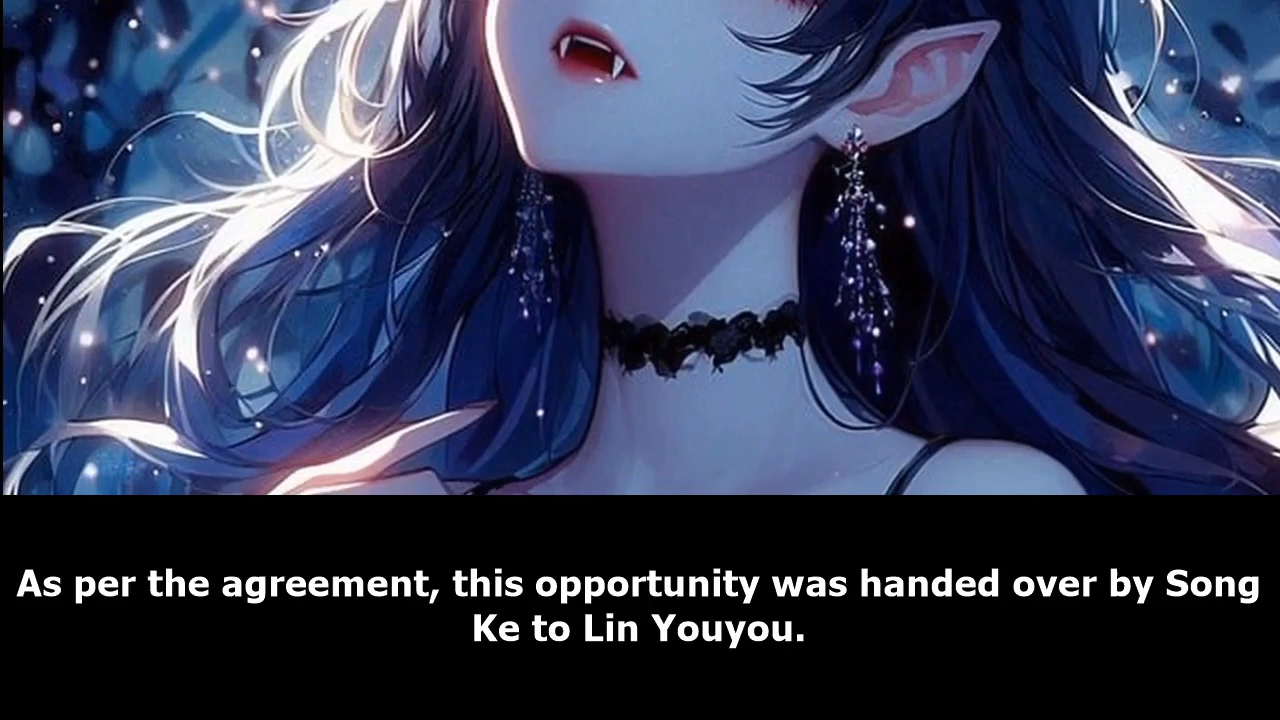 As per the agreement, this opportunity was handed over by Song
Ke to Lin Youyou.